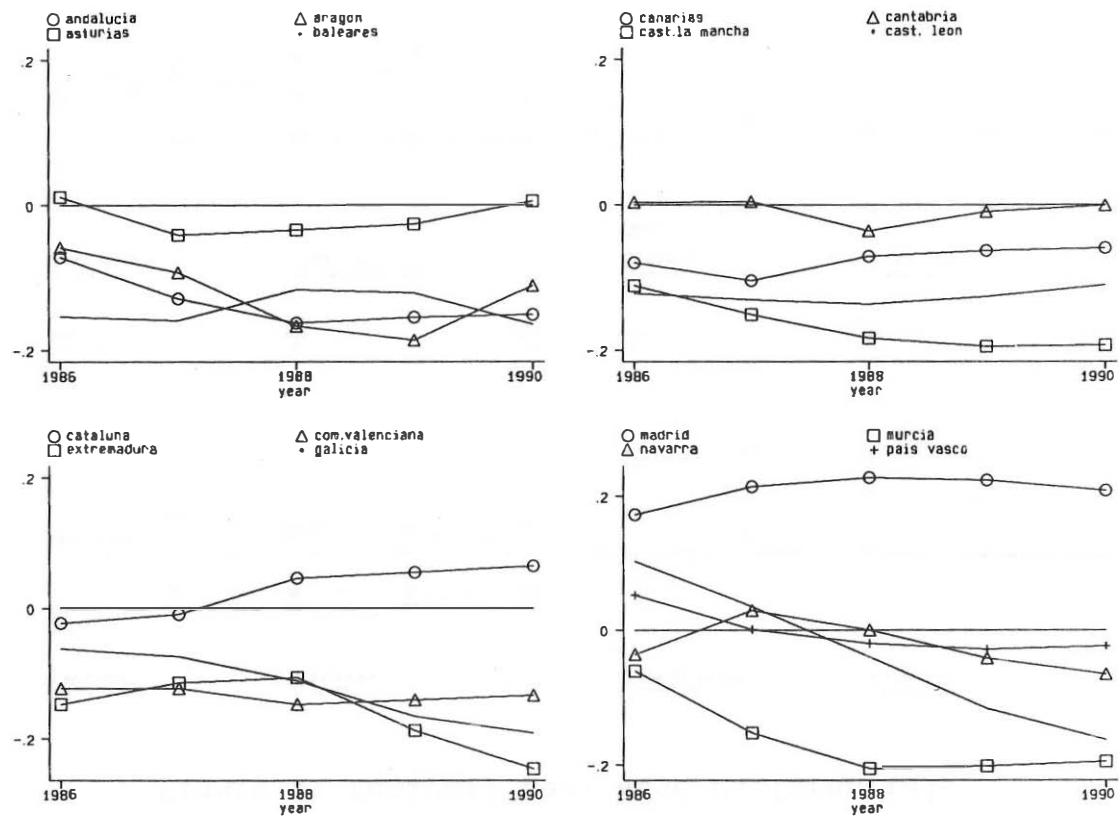 andalucia aragon
asturias baleares
.2
0
-.2
1986 1988 1990
year
canarias cantabria
cast.la mancha cast. leon
.2
0
-.2
1986 1988 1990
year
cataluna com.valenciana
extremadura galicia
.2
0
-.2
1986 1988 1990
year
madrid murcia
navarra pais vasco
.2
0
-.2
1986 1988 1990
year